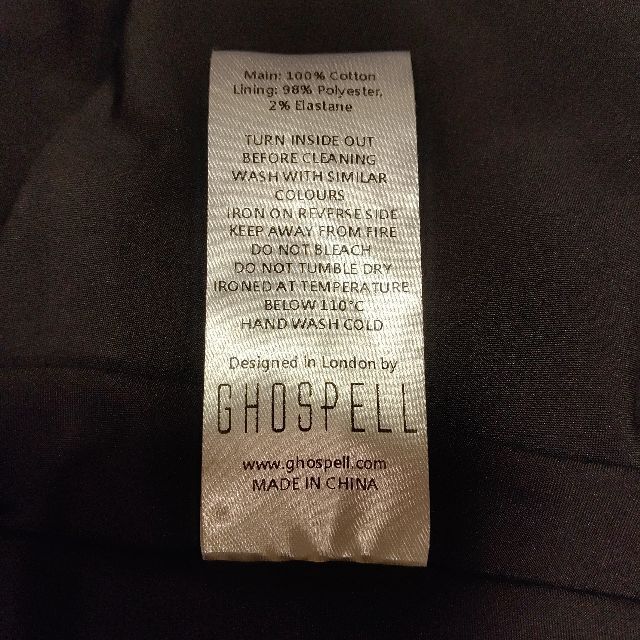 Main: 100% Cotton
Lining: 98% Polyester,
2% Elastane
TURN INSIDE OUT
BEFORE CLEANING
WASH WITH SIMILAR
COLOURS
IRON ON REVERSE SIDE
KEEP AWAY FROM FIRE
DO NOT BLEACH
DO NOT TUMBLE DRY
IRONED AT TEMPERATURE
BELOW 110°C
HAND WASH COLD
Designed in London by
GHOSPELL
www.ghospell.com
MADE IN CHINA